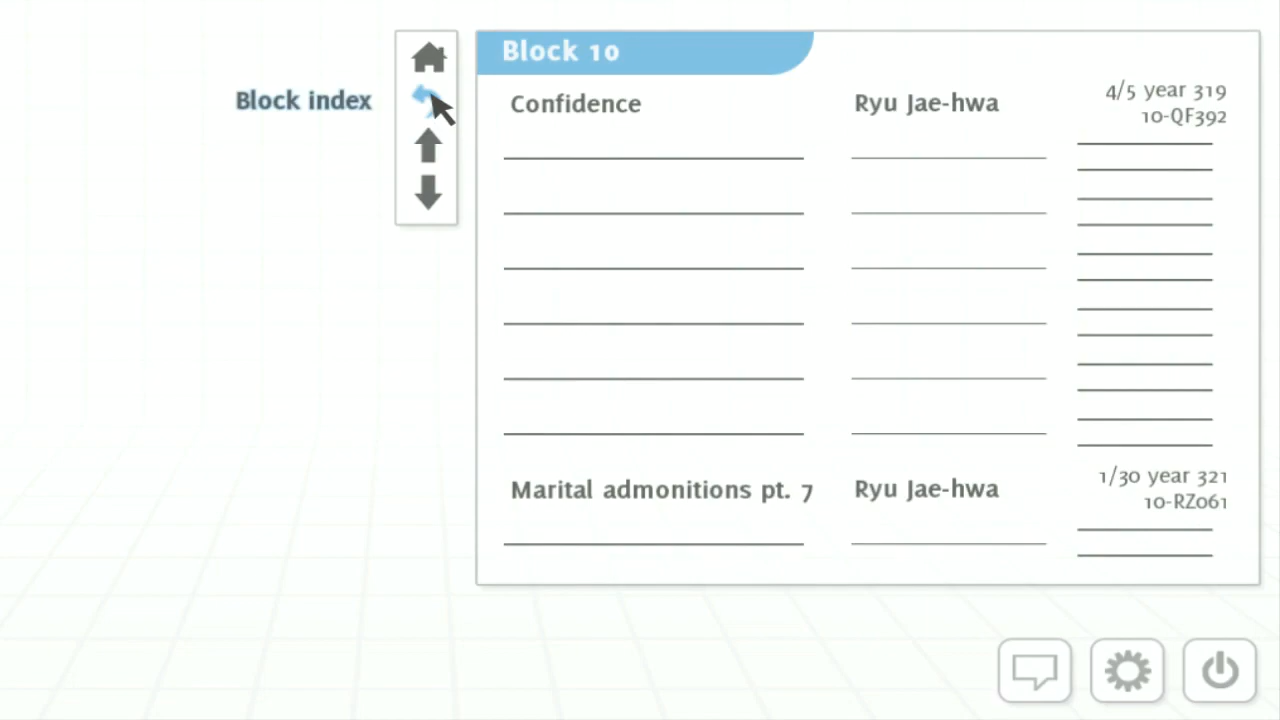 Block 10
Block index
Confidence
Ryu Jae-hwa
4/5 year 319
10-QF392
Marital admonitions pt. 7
Ryu Jae-hwa
1/30 year 321
10-RZ061